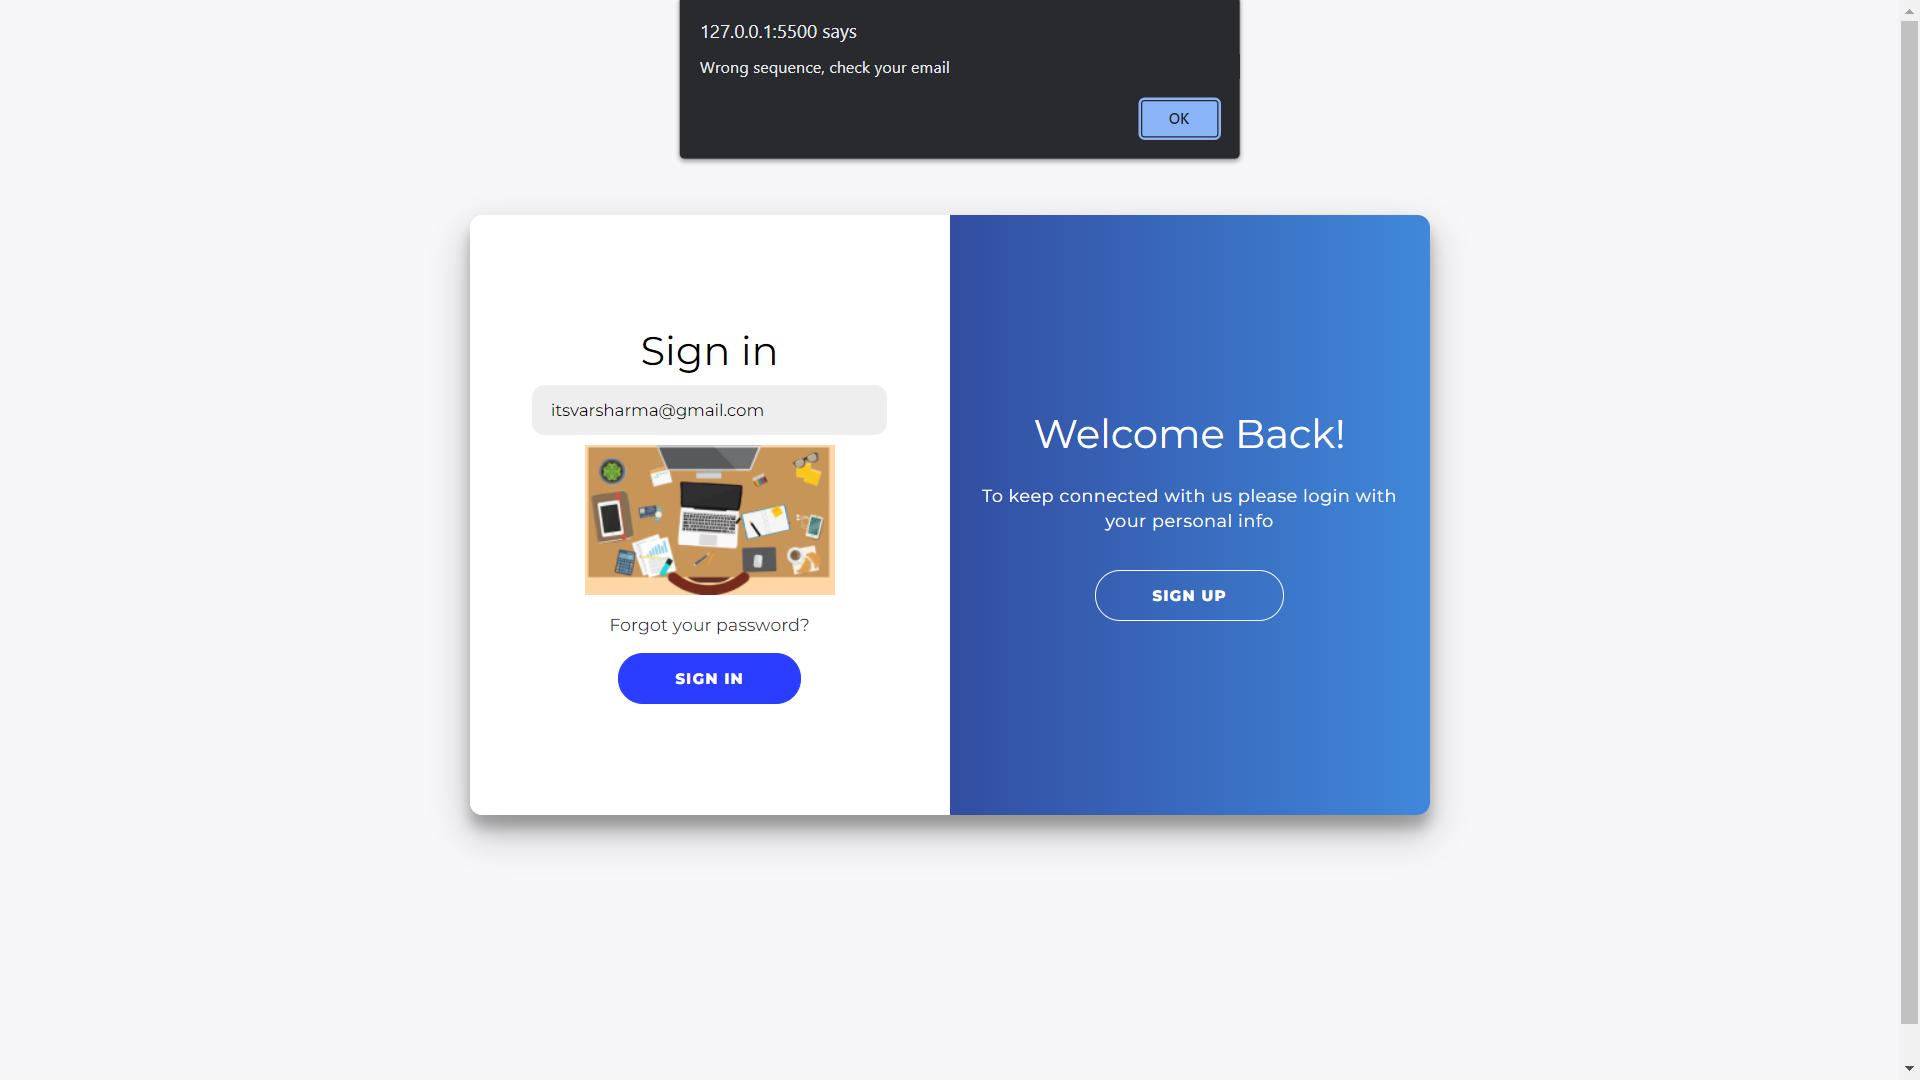 127.0.0.1:5500 says
Wrong sequence, check your email
OK
Sign in
itsvarsharma@gmail.com
Forgot your password?
SIGN IN
Welcome Back!
To keep connected with us please login with
your personal info
SIGN UP